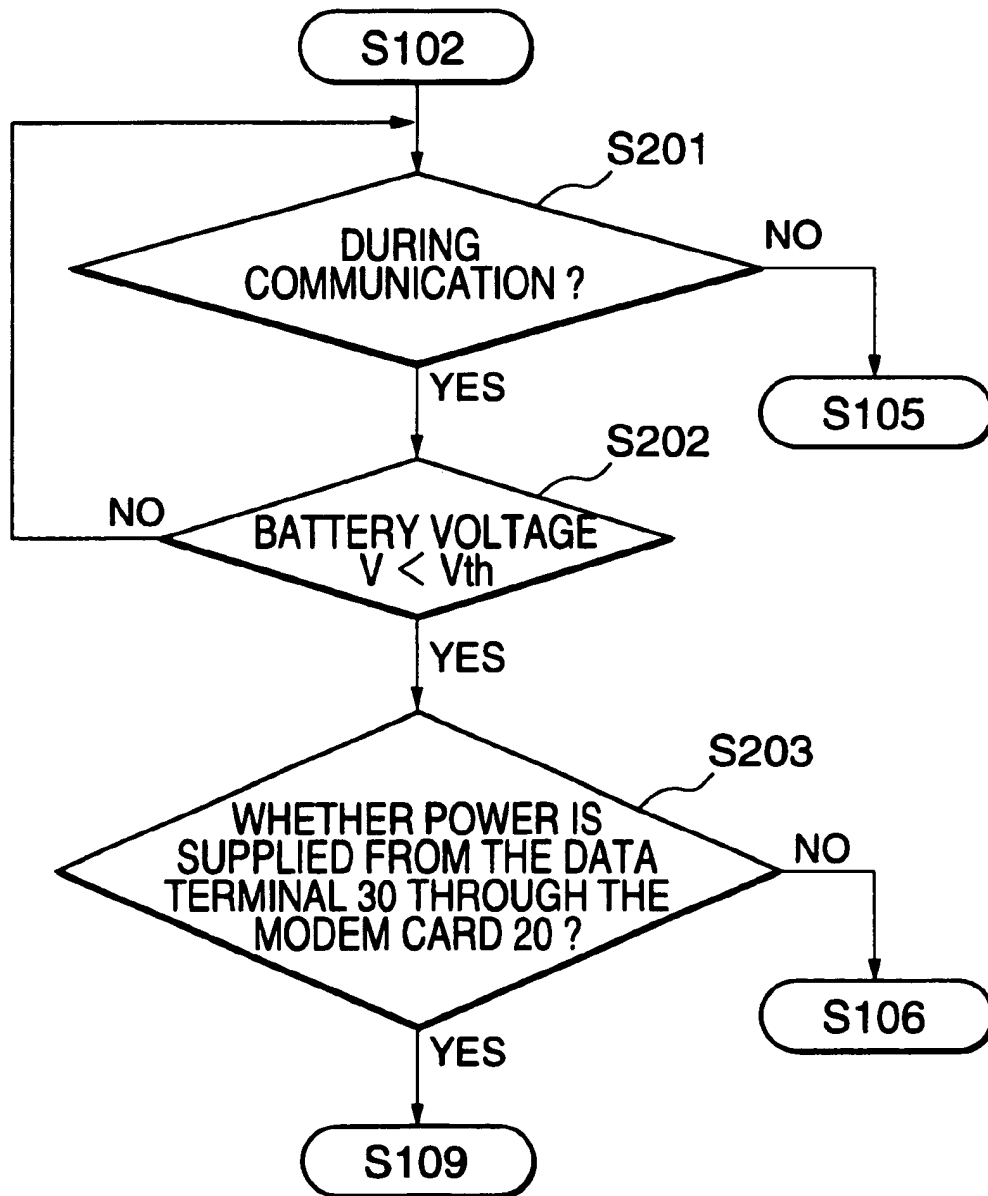 S102
S201
DURING
COMMUNICATION ?
NO
YES
S105
S202
NO
BATTERY VOLTAGE
V < Vth
YES
S203
WHETHER POWER IS
SUPPLIED FROM THE DATA
TERMINAL 30 THROUGH THE
MODEM CARD 20 ?
NO
S106
YES
S109